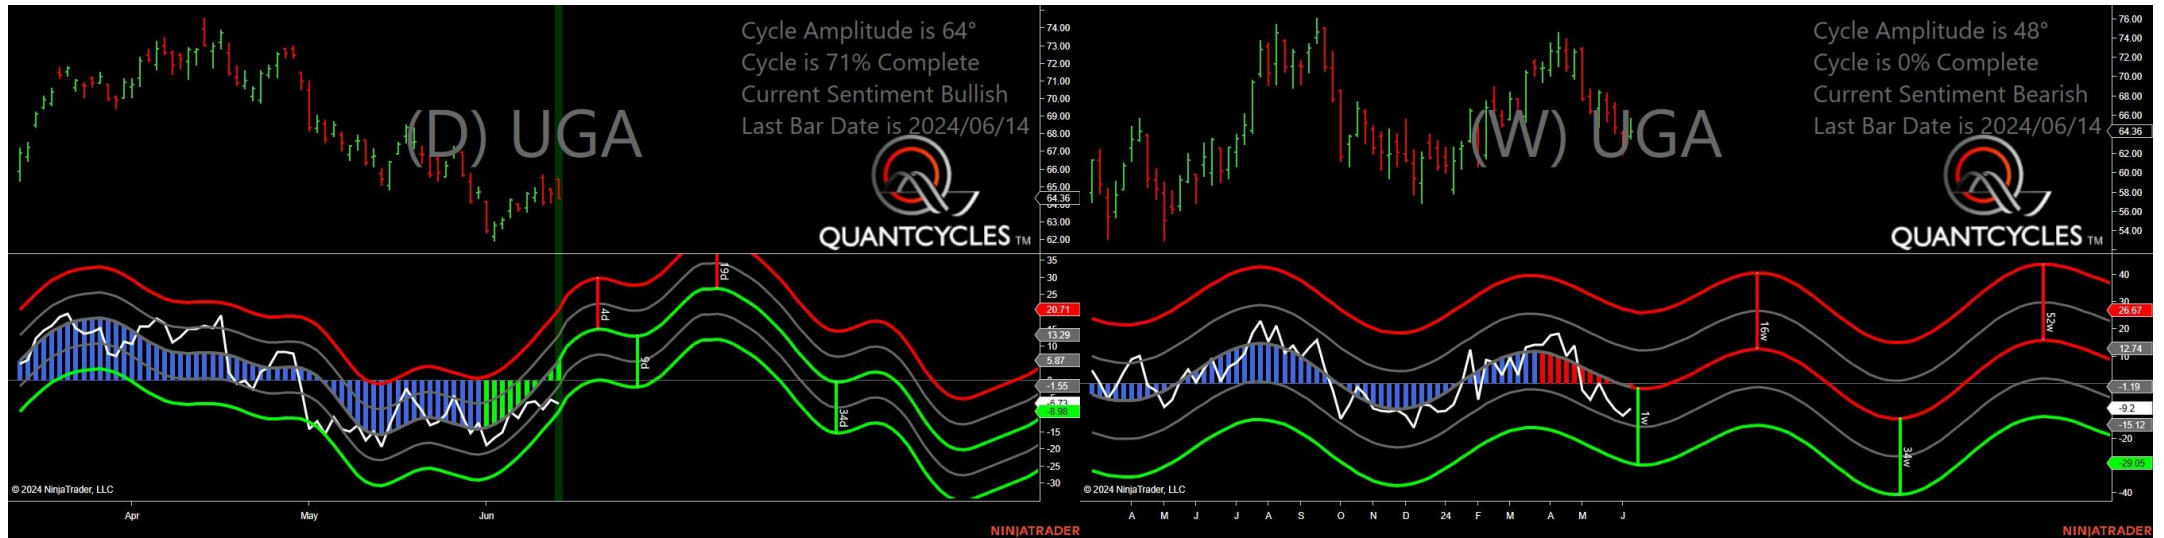 Cycle Amplitude is 64°
Cycle is 71% Complete
Current Sentiment Bullish
Last Bar Date is 2024/06/14
(D) UGA
QUANTCYCLES TM
74.00
73.00
72.00
71.00
70.00
69.00
68.00
67.00
66.00
65.00
64.36
63.00
62.00
35
30
25
20.71
13.29
10
5.87
-1.55
-8.98
-15
-20
-25
-30
4d
9d
19d
34d
© 2024 NinjaTrader, LLC
Apr May Jun
NINJATRADER
Cycle Amplitude is 48°
Cycle is 0% Complete
Current Sentiment Bearish
Last Bar Date is 2024/06/14
(W) UGA
QUANTCYCLES TM
76.00
74.00
72.00
70.00
68.00
66.00
64.36
62.00
60.00
58.00
56.00
54.00
40
30
26.67
20
12.74
10
-1.19
-9.2
-15.12
-20
-29.05
-40
1w
16w
34w
52w
© 2024 NinjaTrader, LLC
A M J J A S O N D 24 F M A M J
NINJATRADER